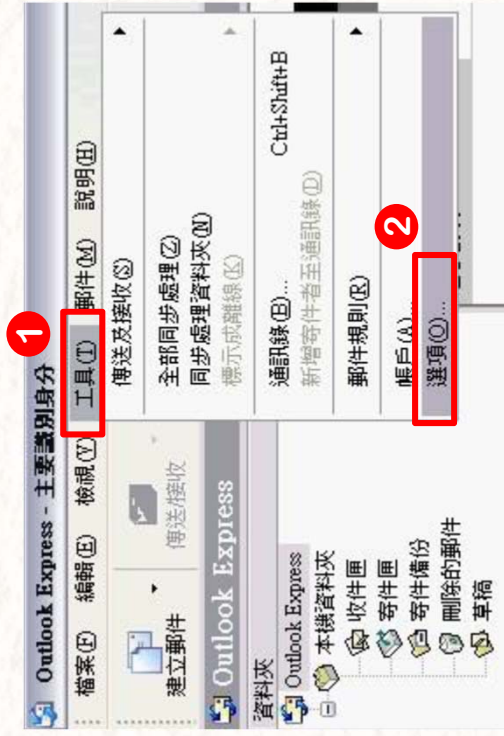 Outlook Express - 主要識別身分
檔案(F) 編輯(E) 檢視(V) 工具(T) 郵件(M) 說明(H)
1
建立郵件
傳送/接收
Outlook Express
資料夾
Outlook Express
本機資料夾
收件匣
寄件匣
寄件備份
刪除的郵件
草稿
傳送及接收(S)
全部同步處理(Z)
同步處理資料夾(N)
標示成離線(K)
通訊錄(B)... Ctrl+Shift+B
新增寄件者至通訊錄(D)
郵件規則(R)
帳戶(A)...
2
選項(O)...